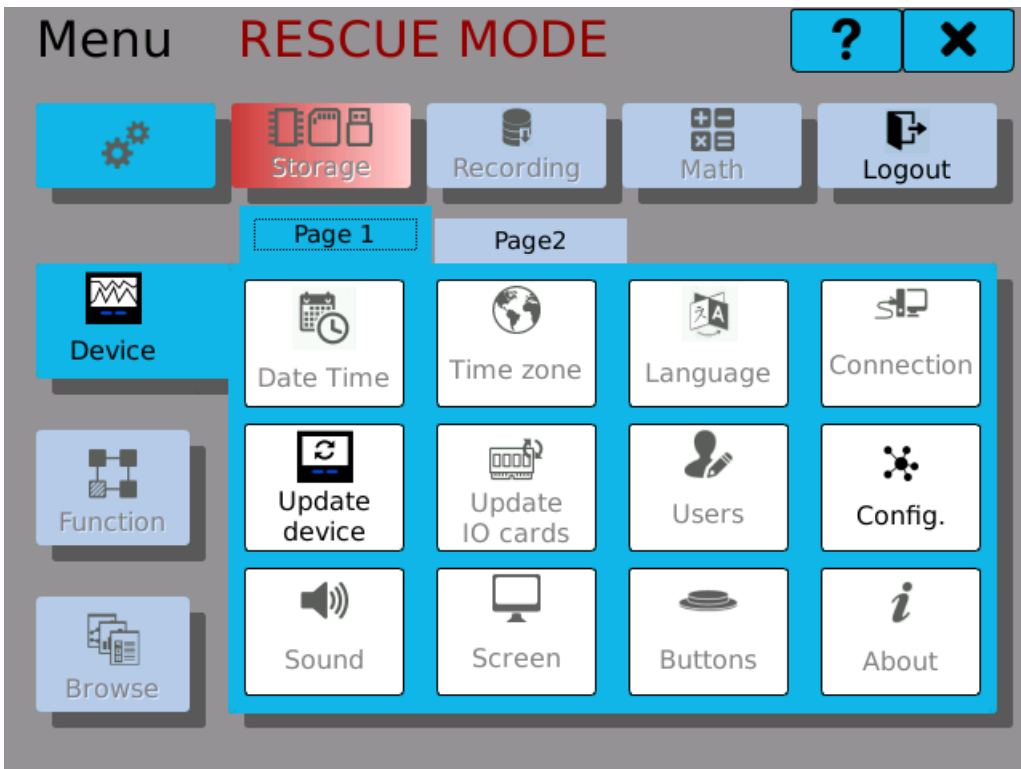 Menu RESCUE MODE ?
Storage Recording Math Logout
Page 1 Page2
Device
Date Time Time zone Language Connection
Update
device
Update
IO cards
Users Config.
Function
Sound Screen Buttons About
Browse